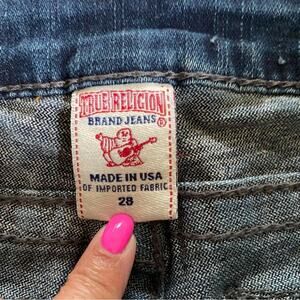 TRUE RELIGION
BRAND JEANS®
MADE IN USA
OF IMPORTED FABRIC
28